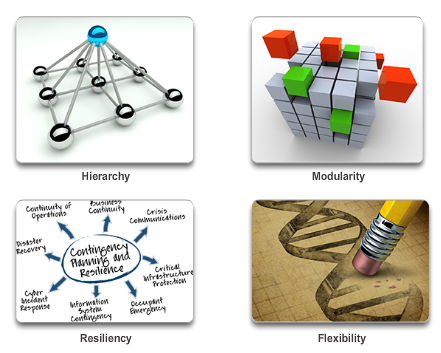 Hierarchy
Modularity
Continuity of
Operations
Business
Continuity
Crisis
Communications
Disaster
Recovery
Contingency
Planning and
Resilience
Critical
Infrastructure
Protection
Cyber
Incident
Response
Information
System
Contingency
Occupant
Emergency
Resiliency
Flexibility